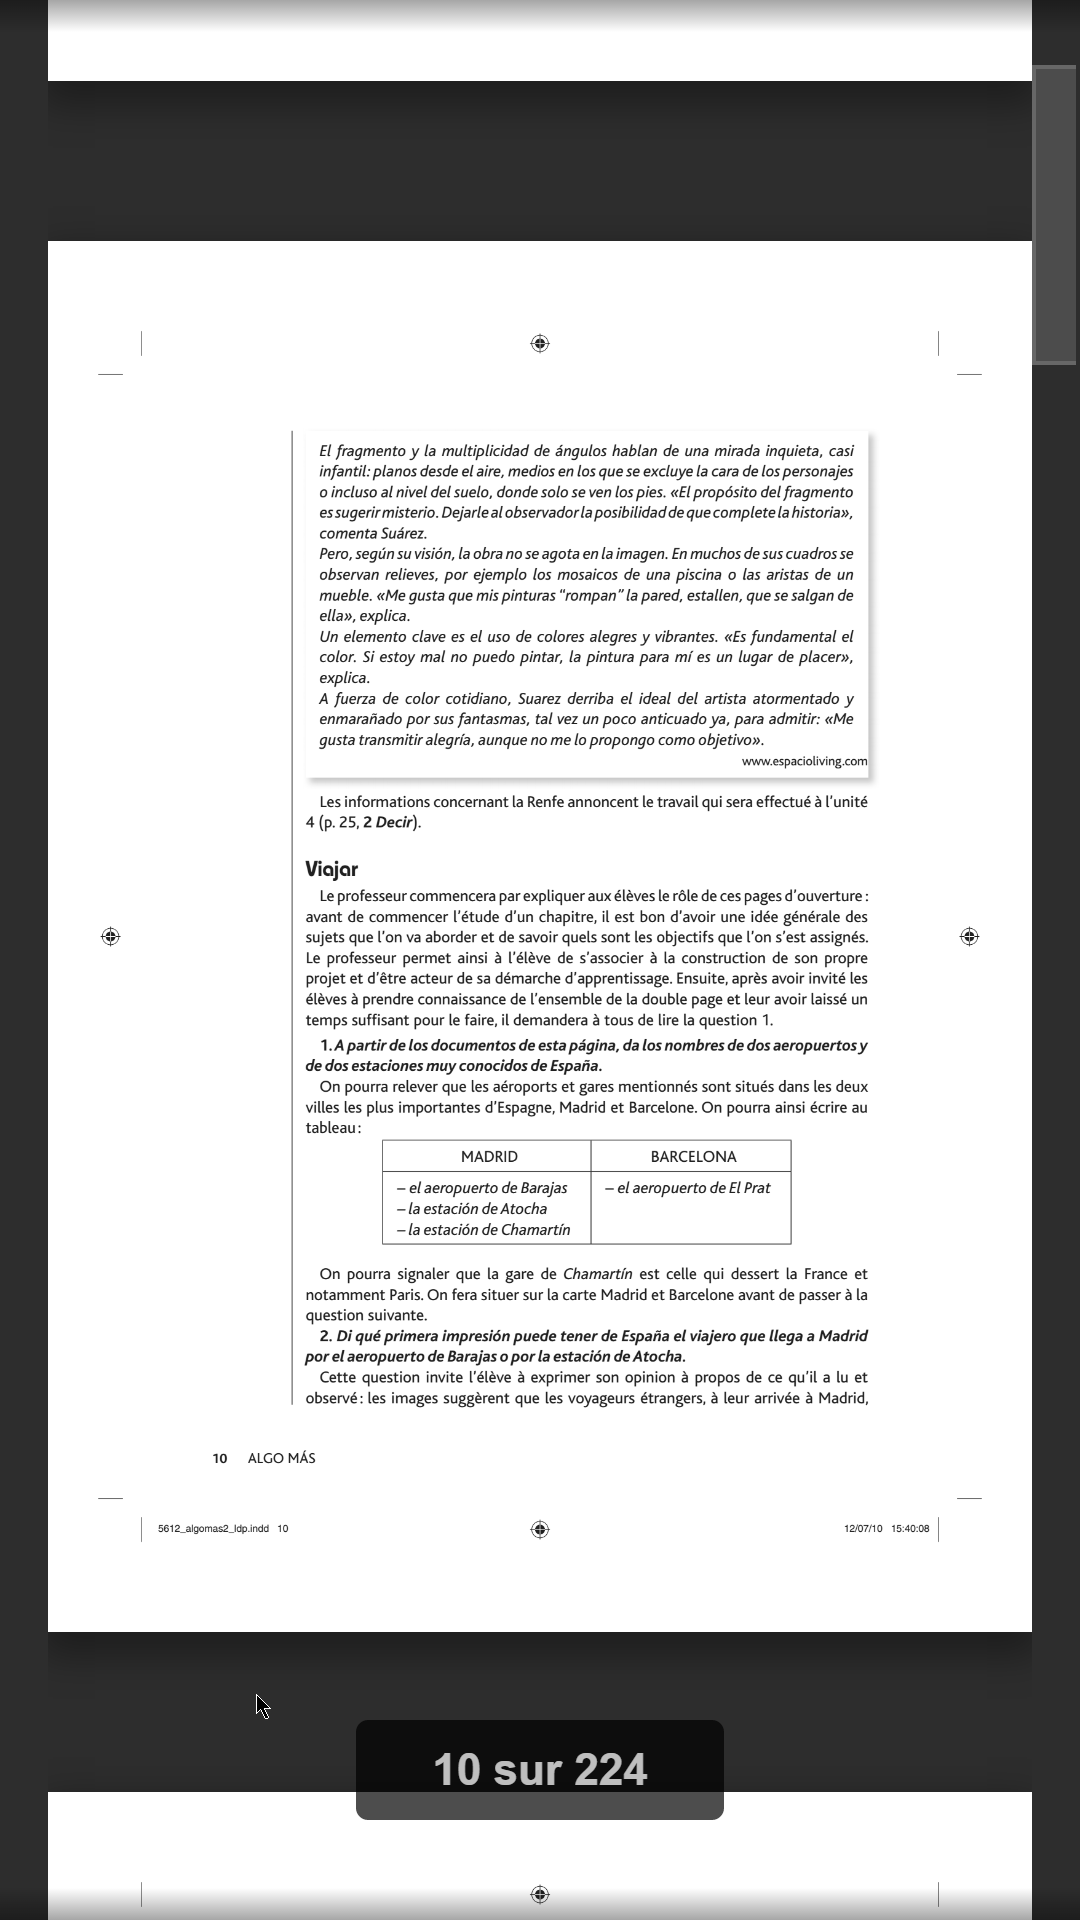 El fragmento y la multiplicidad de ángulos hablan de una mirada inquieta, casi
infantil: planos desde el aire, medios en los que se excluye la cara de los personajes
o incluso al nivel del suelo, donde solo se ven los pies. «El propósito del fragmento
es sugerir misterio. Dejarle al observador la posibilidad de que complete la historia»,
comenta Suárez.
Pero, según su visión, la obra no se agota en la imagen. En muchos de sus cuadros se
observan relieves, por ejemplo los mosaicos de una piscina o las aristas de un
mueble. «Me gusta que mis pinturas “rompan” la pared, estallen, que se salgan de
ella», explica.
Un elemento clave es el uso de colores alegres y vibrantes. «Es fundamental el
color. Si estoy mal no puedo pintar, la pintura para mí es un lugar de placer»,
explica.
A fuerza de color cotidiano, Suarez derriba el ideal del artista atormentado y
enmarañado por sus fantasmas, tal vez un poco anticuado ya, para admitir: «Me
gusta transmitir alegría, aunque no me lo propongo como objetivo».
www.espacioliving.com
Les informations concernant la Renfe annoncent le travail qui sera effectué à l’unité
4 (p. 25, 2 Decir).
Viajar
Le professeur commencera par expliquer aux élèves le rôle de ces pages d’ouverture :
avant de commencer l’étude d’un chapitre, il est bon d’avoir une idée générale des
sujets que l’on va aborder et de savoir quels sont les objectifs que l’on s’est assignés.
Le professeur permet ainsi à l’élève de s’associer à la construction de son propre
projet et d’être acteur de sa démarche d’apprentissage. Ensuite, après avoir invité les
élèves à prendre connaissance de l’ensemble de la double page et leur avoir laissé un
temps suffisant pour le faire, il demandera à tous de lire la question 1.
1. A partir de los documentos de esta página, da los nombres de dos aeropuertos y
de dos estaciones muy conocidos de España.
On pourra relever que les aéroports et gares mentionnés sont situés dans les deux
villes les plus importantes d’Espagne, Madrid et Barcelone. On pourra ainsi écrire au
tableau :
MADRID BARCELONA
– el aeropuerto de Barajas – el aeropuerto de El Prat
– la estación de Atocha
– la estación de Chamartín
On pourra signaler que la gare de Chamartín est celle qui dessert la France et
notamment Paris. On fera situer sur la carte Madrid et Barcelone avant de passer à la
question suivante.
2. Di qué primera impresión puede tener de España el viajero que llega a Madrid
por el aeropuerto de Barajas o por la estación de Atocha.
Cette question invite l’élève à exprimer son opinion à propos de ce qu’il a lu et
observé : les images suggèrent que les voyageurs étrangers, à leur arrivée à Madrid,
10 ALGO MÁS
5612_algomas2_ldp.indd 10 12/07/10 15:40:08
10 sur 224